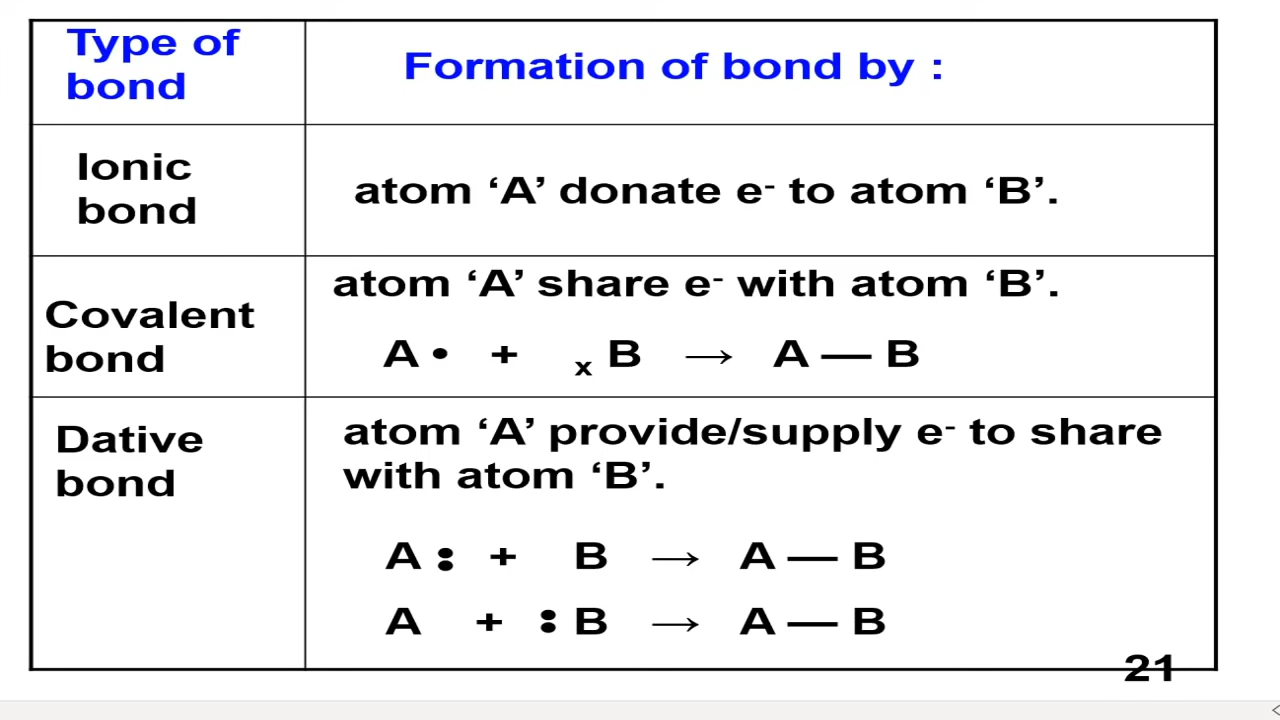 Type of
bond
Formation of bond by :
Ionic
bond
atom ‘A’ donate e- to atom ‘B’.
Covalent
bond
atom ‘A’ share e- with atom ‘B’.
A • + x B → A — B
Dative
bond
atom ‘A’ provide/supply e- to share
with atom ‘B’.
A : + B → A — B
A + : B → A — B
21